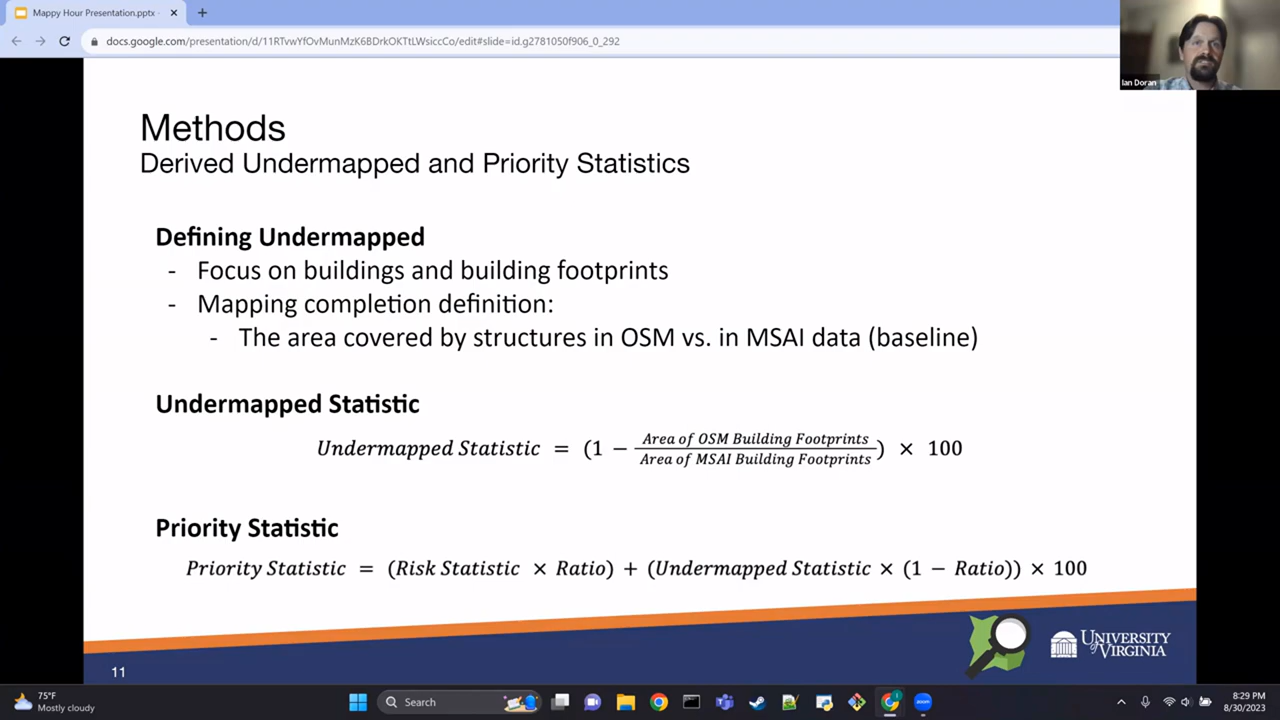 Mappy Hour Presentation.pptx
docs.google.com/presentation/d/11RTvwYfOvMunMzK6BDrkOKTtLWsiccCo/edit#slide=id.g2781050f906_0_292
Ian Doran
Methods
Derived Undermapped and Priority Statistics
Defining Undermapped
- Focus on buildings and building footprints
- Mapping completion definition:
- The area covered by structures in OSM vs. in MSAI data (baseline)
Undermapped Statistic
Undermapped Statistic = (1 − Area of OSM Building Footprints / Area of MSAI Building Footprints) × 100
Priority Statistic
Priority Statistic = (Risk Statistic × Ratio) + (Undermapped Statistic × (1 − Ratio)) × 100
11
UNIVERSITY of VIRGINIA
75°F
Mostly cloudy
Search
8:29 PM
8/30/2023